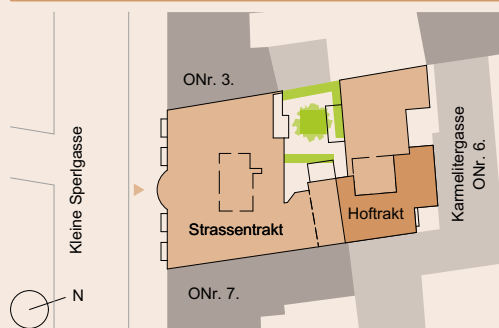 ONr. 3.
Kleine Sperlgasse
Karmelitergasse
ONr. 6.
Hoftrakt
Strassentrakt
ONr. 7.
N